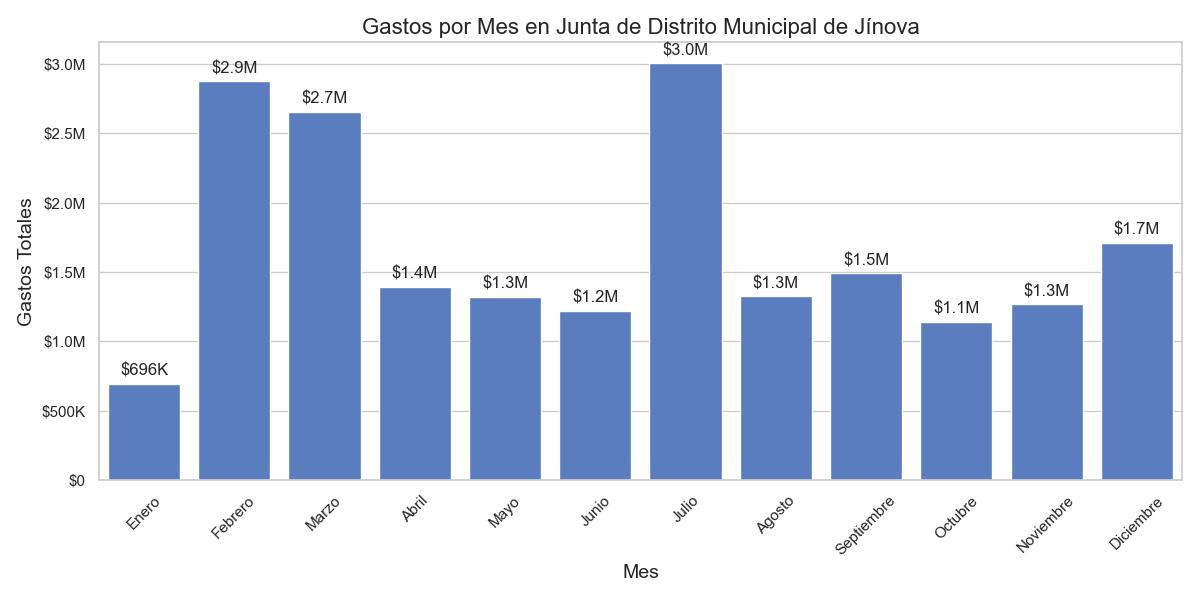 Gastos por Mes en Junta de Distrito Municipal de Jínova
Gastos Totales
$3.0M
$2.5M
$2.0M
$1.5M
$1.0M
$500K
$0
$696K
$2.9M
$2.7M
$1.4M
$1.3M
$1.2M
$3.0M
$1.3M
$1.5M
$1.1M
$1.3M
$1.7M
Enero
Febrero
Marzo
Abril
Mayo
Junio
Julio
Agosto
Septiembre
Octubre
Noviembre
Diciembre
Mes